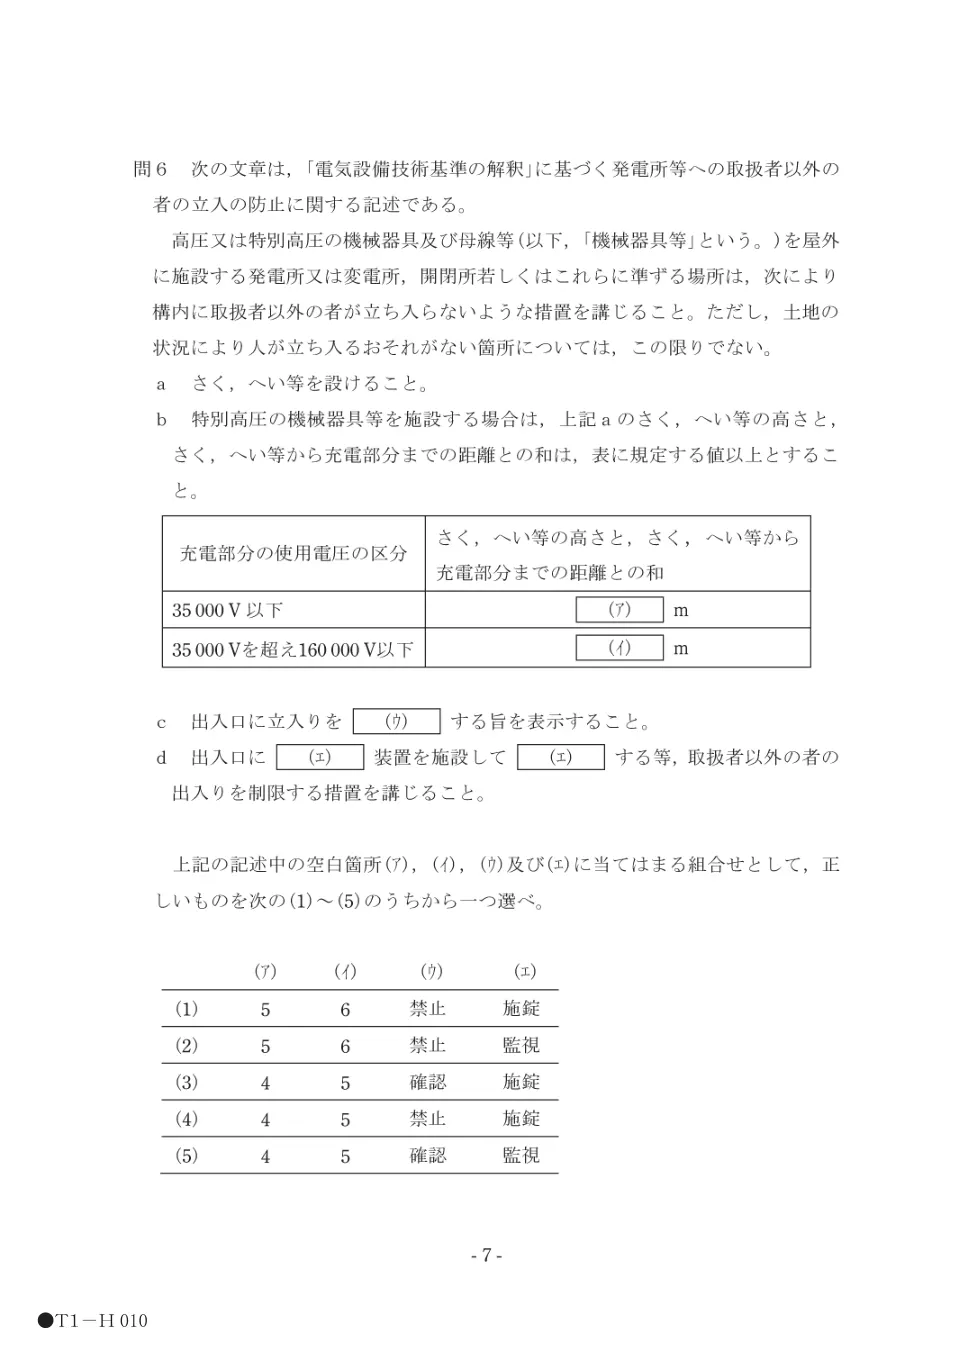 問6　次の文章は，「電気設備技術基準の解釈」に基づく発電所等への取扱者以外の
者の立入の防止に関する記述である。
高圧又は特別高圧の機械器具及び母線等(以下，「機械器具等」という。)を屋外
に施設する発電所又は変電所，開閉所若しくはこれらに準ずる場所は，次により
構内に取扱者以外の者が立ち入らないような措置を講じること。ただし，土地の
状況により人が立ち入るおそれがない箇所については，この限りでない。
a　さく，へい等を設けること。
b　特別高圧の機械器具等を施設する場合は，上記aのさく，へい等の高さと，
さく，へい等から充電部分までの距離との和は，表に規定する値以上とするこ
と。
充電部分の使用電圧の区分
さく，へい等の高さと，さく，へい等から
充電部分までの距離との和
35 000 V 以下　(ｱ)　m
35 000 Vを超え160 000 V以下　(ｲ)　m
c　出入口に立入りを (ｳ) する旨を表示すること。
d　出入口に (ｴ) 装置を施設して (ｴ) する等，取扱者以外の者の
出入りを制限する措置を講じること。
上記の記述中の空白箇所(ｱ)，(ｲ)，(ｳ)及び(ｴ)に当てはまる組合せとして，正
しいものを次の(1)～(5)のうちから一つ選べ。
(ｱ)　(ｲ)　(ｳ)　(ｴ)
(1)　5　6　禁止　施錠
(2)　5　6　禁止　監視
(3)　4　5　確認　施錠
(4)　4　5　禁止　施錠
(5)　4　5　確認　監視
- 7 -
●T1－H 010